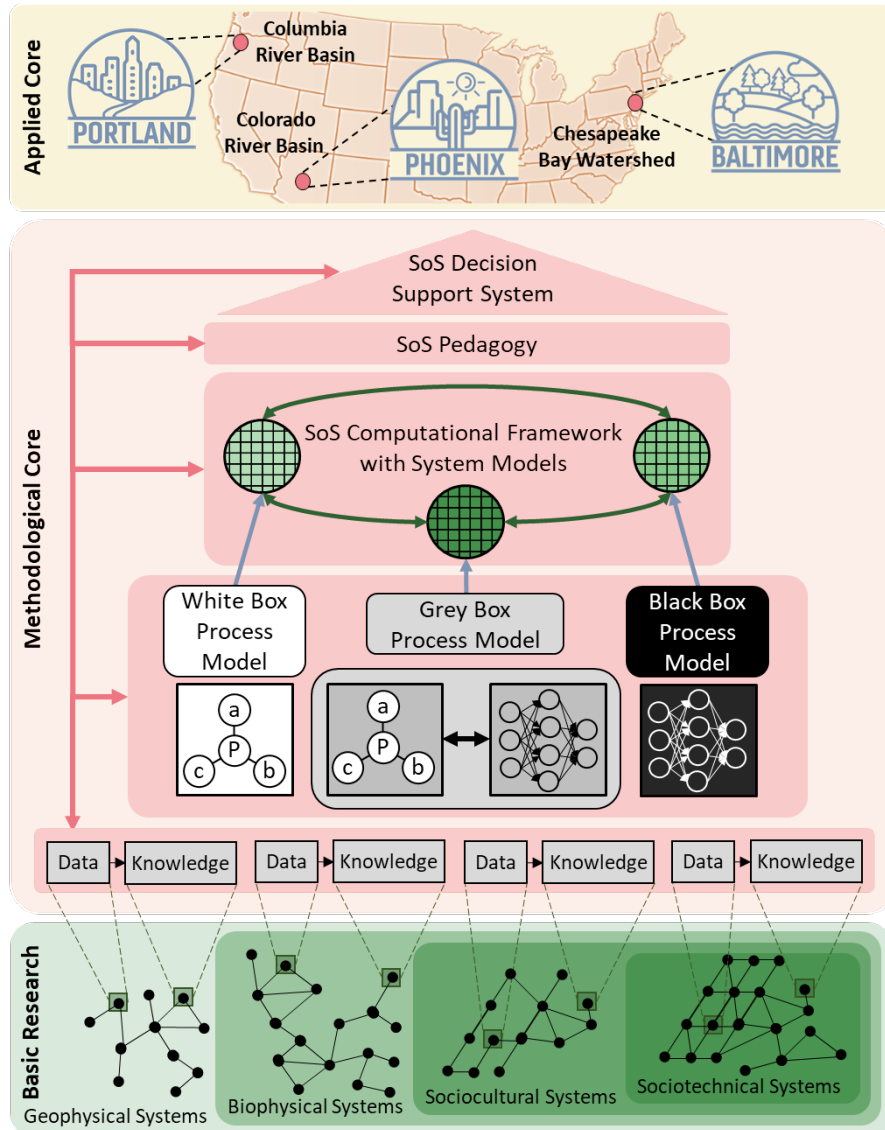 Applied Core
Columbia
River Basin
PORTLAND
Colorado
River Basin
PHOENIX
Chesapeake
Bay Watershed
BALTIMORE
Methodological Core
SoS Decision
Support System
SoS Pedagogy
SoS Computational Framework
with System Models
White Box
Process
Model
Grey Box
Process Model
Black Box
Process
Model
a
P
c
b
a
P
c
b
Data
Knowledge
Data
Knowledge
Data
Knowledge
Data
Knowledge
Basic Research
Geophysical Systems
Biophysical Systems
Sociocultural Systems
Sociotechnical Systems